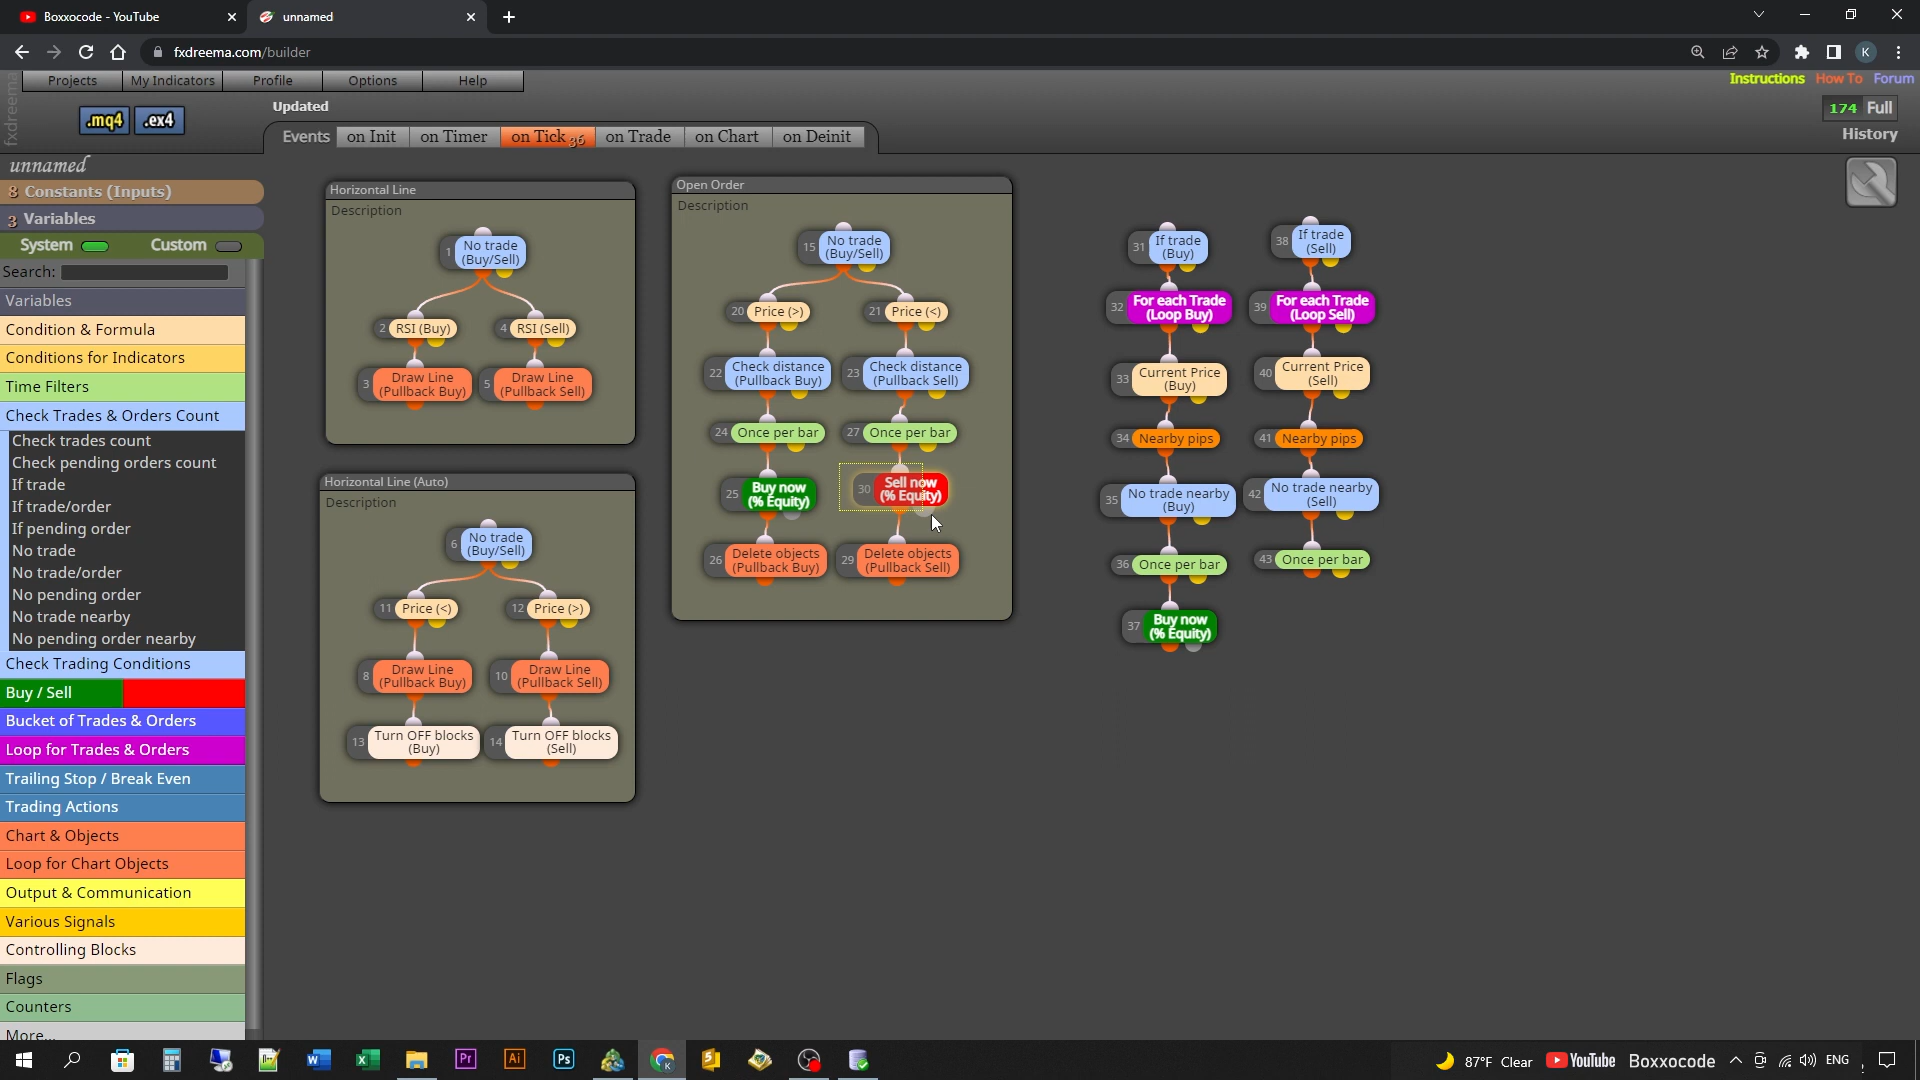 Boxxocode - YouTube
unnamed
fxdreema.com/builder
K
fxdreema
Projects
My Indicators
Profile
Options
Help
Instructions
How To
Forum
.mq4
.ex4
Updated
174 Full
History
Events
on Init
on Timer
on Tick 36
on Trade
on Chart
on Deinit
unnamed
8 Constants (Inputs)
3 Variables
System
Custom
Search:
Variables
Condition & Formula
Conditions for Indicators
Time Filters
Check Trades & Orders Count
Check trades count
Check pending orders count
If trade
If trade/order
If pending order
No trade
No trade/order
No pending order
No trade nearby
No pending order nearby
Check Trading Conditions
Buy / Sell
Bucket of Trades & Orders
Loop for Trades & Orders
Trailing Stop / Break Even
Trading Actions
Chart & Objects
Loop for Chart Objects
Output & Communication
Various Signals
Controlling Blocks
Flags
Counters
More...
Horizontal Line
Description
1 No trade
(Buy/Sell)
2 RSI (Buy)
4 RSI (Sell)
3 Draw Line
(Pullback Buy)
5 Draw Line
(Pullback Sell)
Horizontal Line (Auto)
Description
6 No trade
(Buy/Sell)
11 Price (<)
12 Price (>)
8 Draw Line
(Pullback Buy)
10 Draw Line
(Pullback Sell)
13 Turn OFF blocks
(Buy)
14 Turn OFF blocks
(Sell)
Open Order
Description
15 No trade
(Buy/Sell)
20 Price (>)
21 Price (<)
22 Check distance
(Pullback Buy)
23 Check distance
(Pullback Sell)
24 Once per bar
27 Once per bar
25 Buy now
(% Equity)
30 Sell now
(% Equity)
26 Delete objects
(Pullback Buy)
29 Delete objects
(Pullback Sell)
31 If trade
(Buy)
38 If trade
(Sell)
32 For each Trade
(Loop Buy)
39 For each Trade
(Loop Sell)
33 Current Price
(Buy)
40 Current Price
(Sell)
34 Nearby pips
41 Nearby pips
35 No trade nearby
(Buy)
42 No trade nearby
(Sell)
36 Once per bar
43 Once per bar
37 Buy now
(% Equity)
W
X
Pr
Ai
Ps
K
5
87°F Clear
YouTube
Boxxocode
ENG